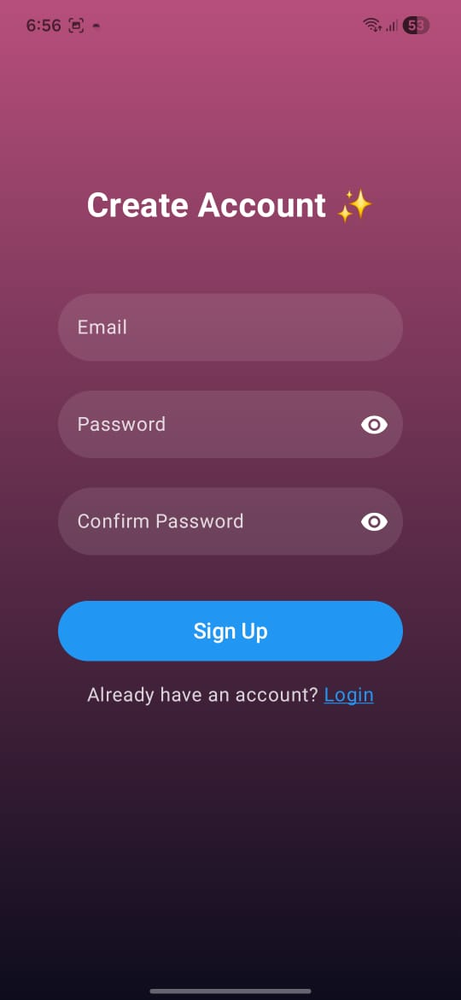 6:56 53
Create Account ✨
Email
Password
Confirm Password
Sign Up
Already have an account? Login